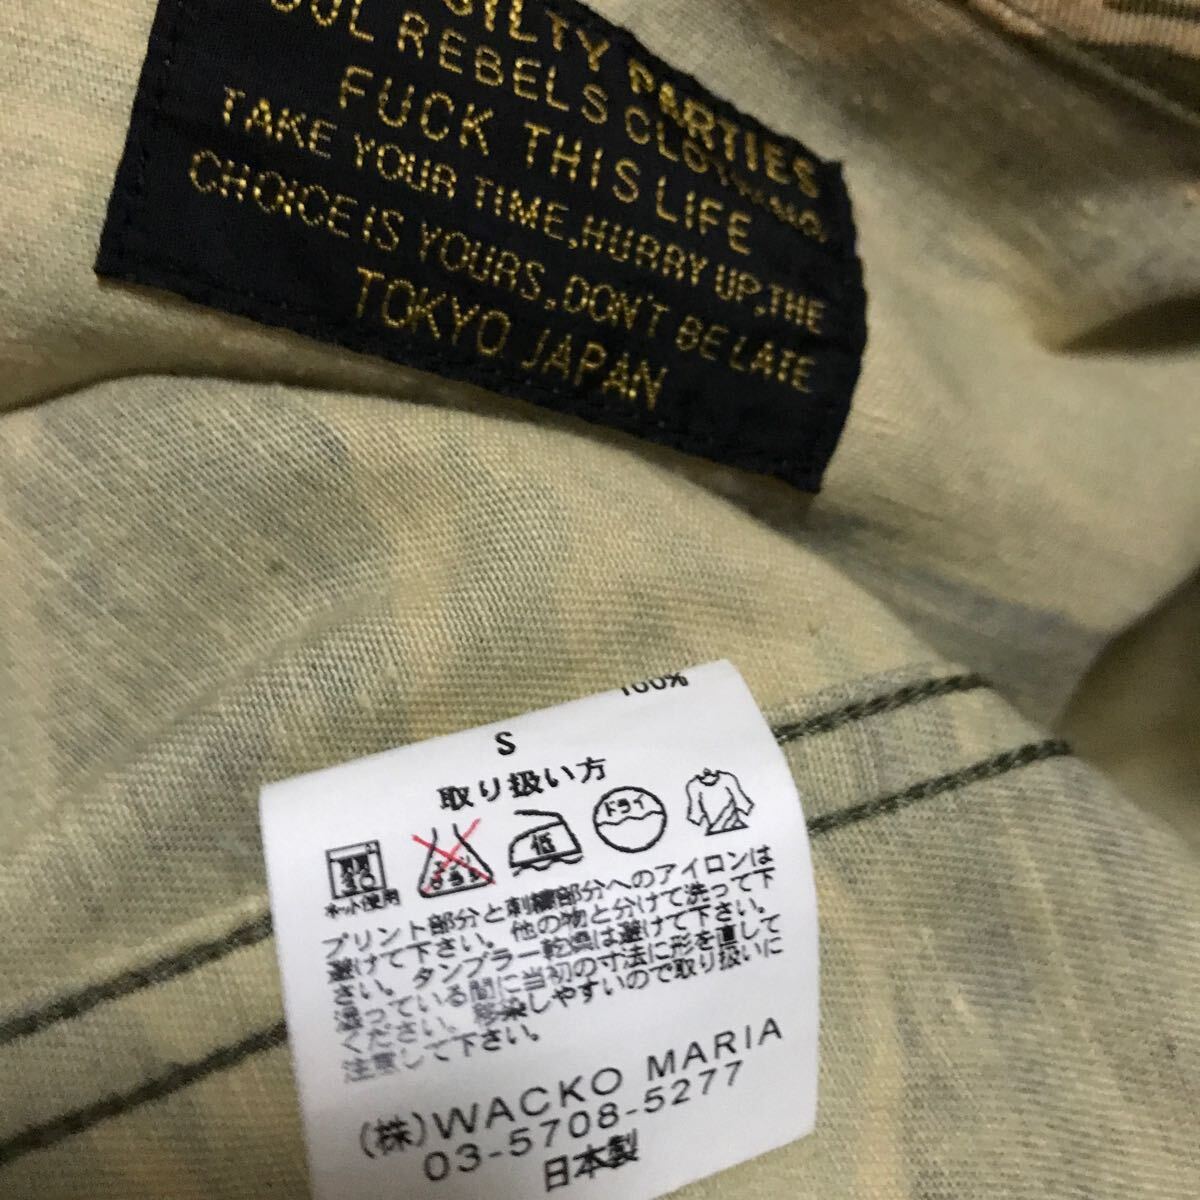 PARTIES
REBELS CLOTHING
FUCK THIS LIFE
TAKE YOUR TIME, HURRY UP, THE
CHOICE IS YOURS, DON'T BE LATE
TOKYO JAPAN
100%
S
取り扱い方
低
ドライ
ネット使用
プリント部分と刺繍部分へのアイロンは
避けて下さい。他の物と分けて洗って下
さい。タンブラー乾燥は避けて下さい。
湿っている間に当初の寸法に形を直して
ください。移染しやすいので取り扱いに
注意して下さい。
(株)WACKO MARIA
03-5708-5277
日本製